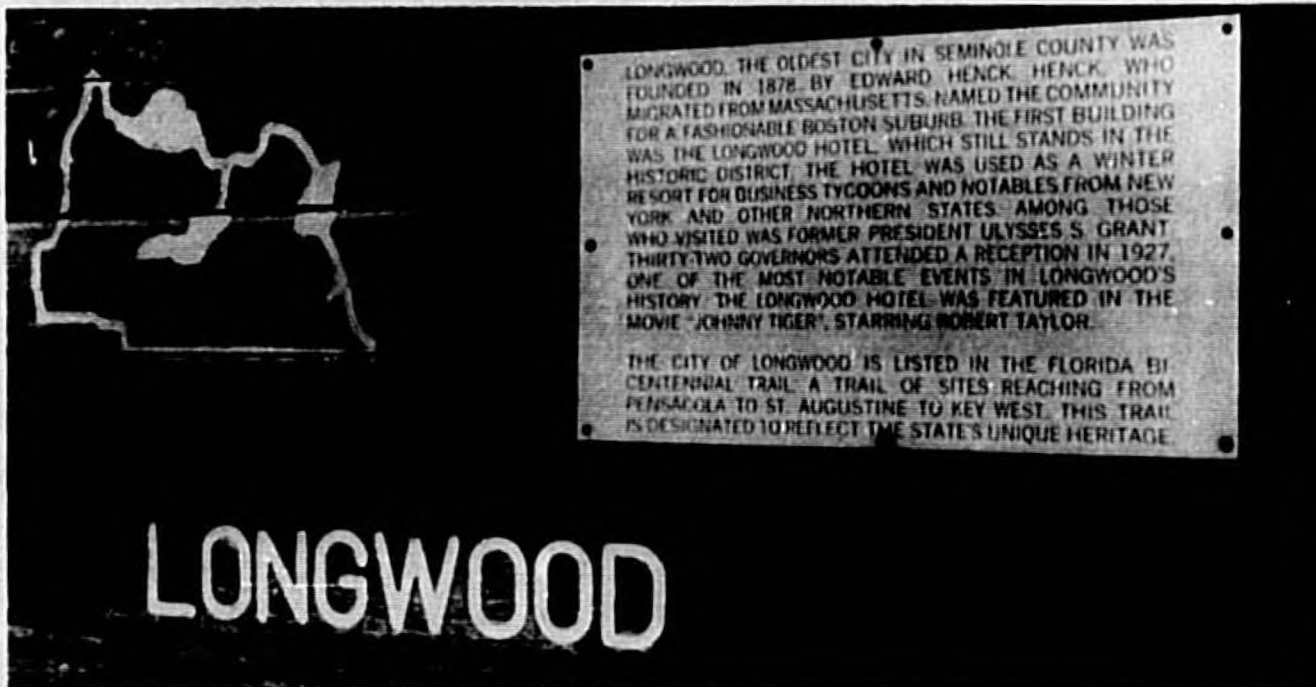 LONGWOOD, THE OLDEST CITY IN SEMINOLE COUNTY WAS
FOUNDED IN 1878 BY EDWARD HENCK. HENCK, WHO
MIGRATED FROM MASSACHUSETTS, NAMED THE COMMUNITY
FOR A FASHIONABLE BOSTON SUBURB. THE FIRST BUILDING
WAS THE LONGWOOD HOTEL, WHICH STILL STANDS IN THE
HISTORIC DISTRICT. THE HOTEL WAS USED AS A WINTER
RESORT FOR BUSINESS TYCOONS AND NOTABLES FROM NEW
YORK AND OTHER NORTHERN STATES. AMONG THOSE
WHO VISITED WAS FORMER PRESIDENT ULYSSES S. GRANT.
THIRTY-TWO GOVERNORS ATTENDED A RECEPTION IN 1927,
ONE OF THE MOST NOTABLE EVENTS IN LONGWOOD'S
HISTORY. THE LONGWOOD HOTEL WAS FEATURED IN THE
MOVIE "JOHNNY TIGER", STARRING ROBERT TAYLOR.
THE CITY OF LONGWOOD IS LISTED IN THE FLORIDA BI
CENTENNIAL TRAIL. A TRAIL OF SITES REACHING FROM
PENSACOLA TO ST. AUGUSTINE TO KEY WEST. THIS TRAIL
IS DESIGNATED TO REFLECT THE STATE'S UNIQUE HERITAGE.
LONGWOOD